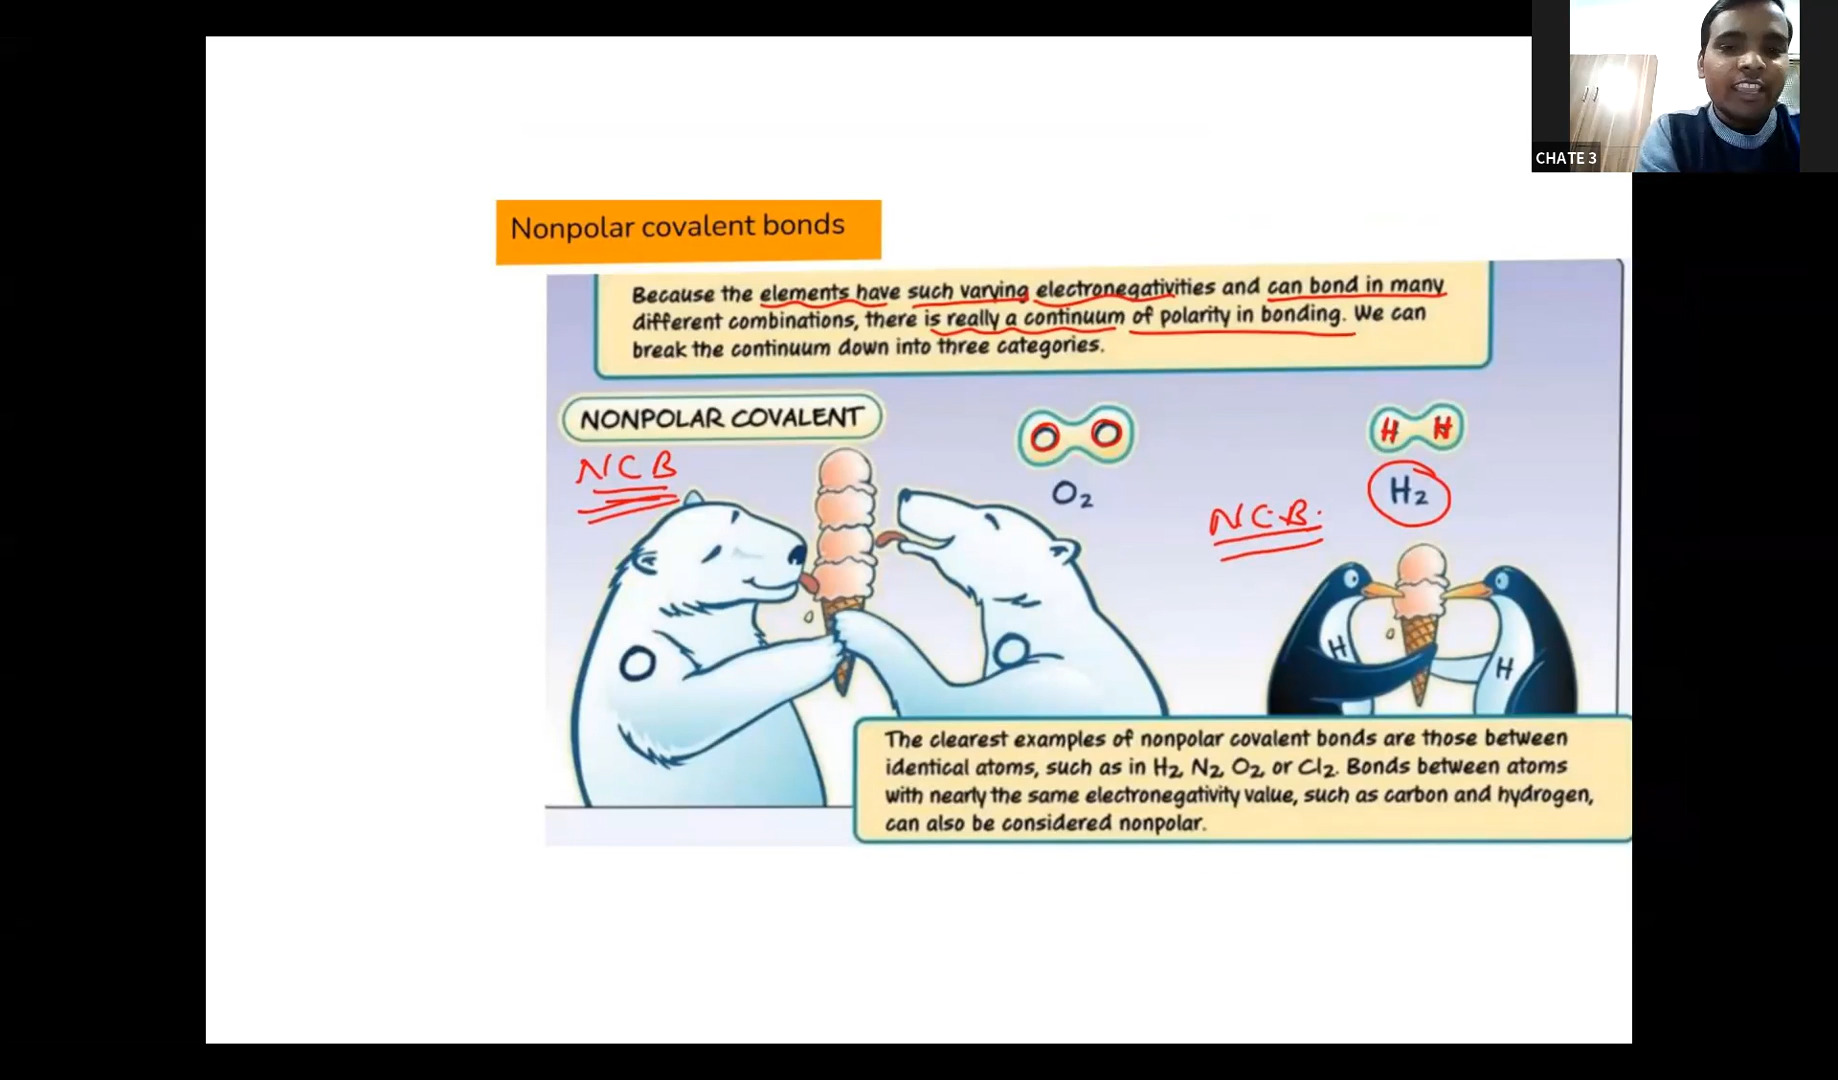 CHATE 3
Nonpolar covalent bonds
Because the elements have such varying electronegativities and can bond in many
different combinations, there is really a continuum of polarity in bonding. We can
break the continuum down into three categories.
NONPOLAR COVALENT
O O
H H
NCB
O2
H2
N.C.B.
O
O
H
H
The clearest examples of nonpolar covalent bonds are those between
identical atoms, such as in H2, N2, O2, or Cl2. Bonds between atoms
with nearly the same electronegativity value, such as carbon and hydrogen,
can also be considered nonpolar.